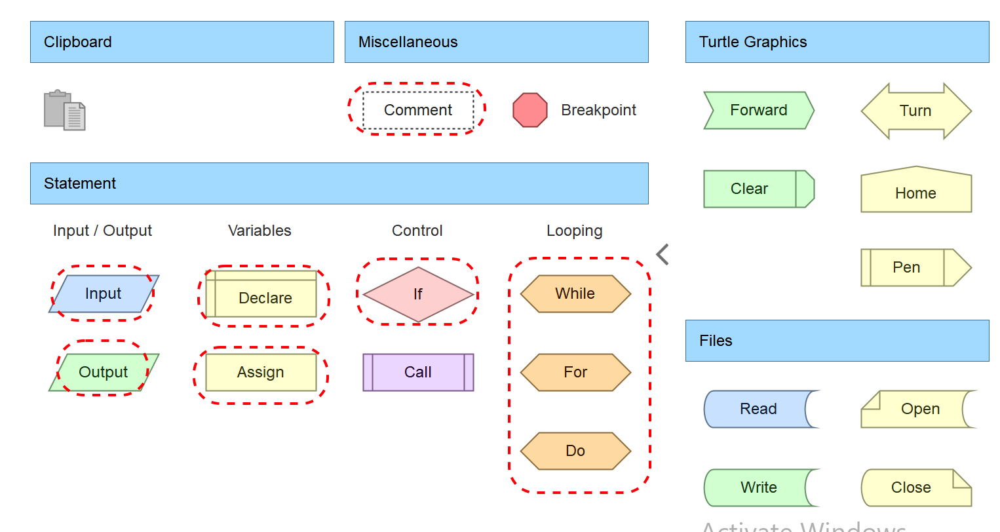 Clipboard
Miscellaneous
Comment
Breakpoint
Statement
Input / Output
Variables
Control
Looping
Input
Declare
If
While
Output
Assign
Call
For
Do
Turtle Graphics
Forward
Turn
Clear
Home
Pen
Files
Read
Open
Write
Close
Activate Windows